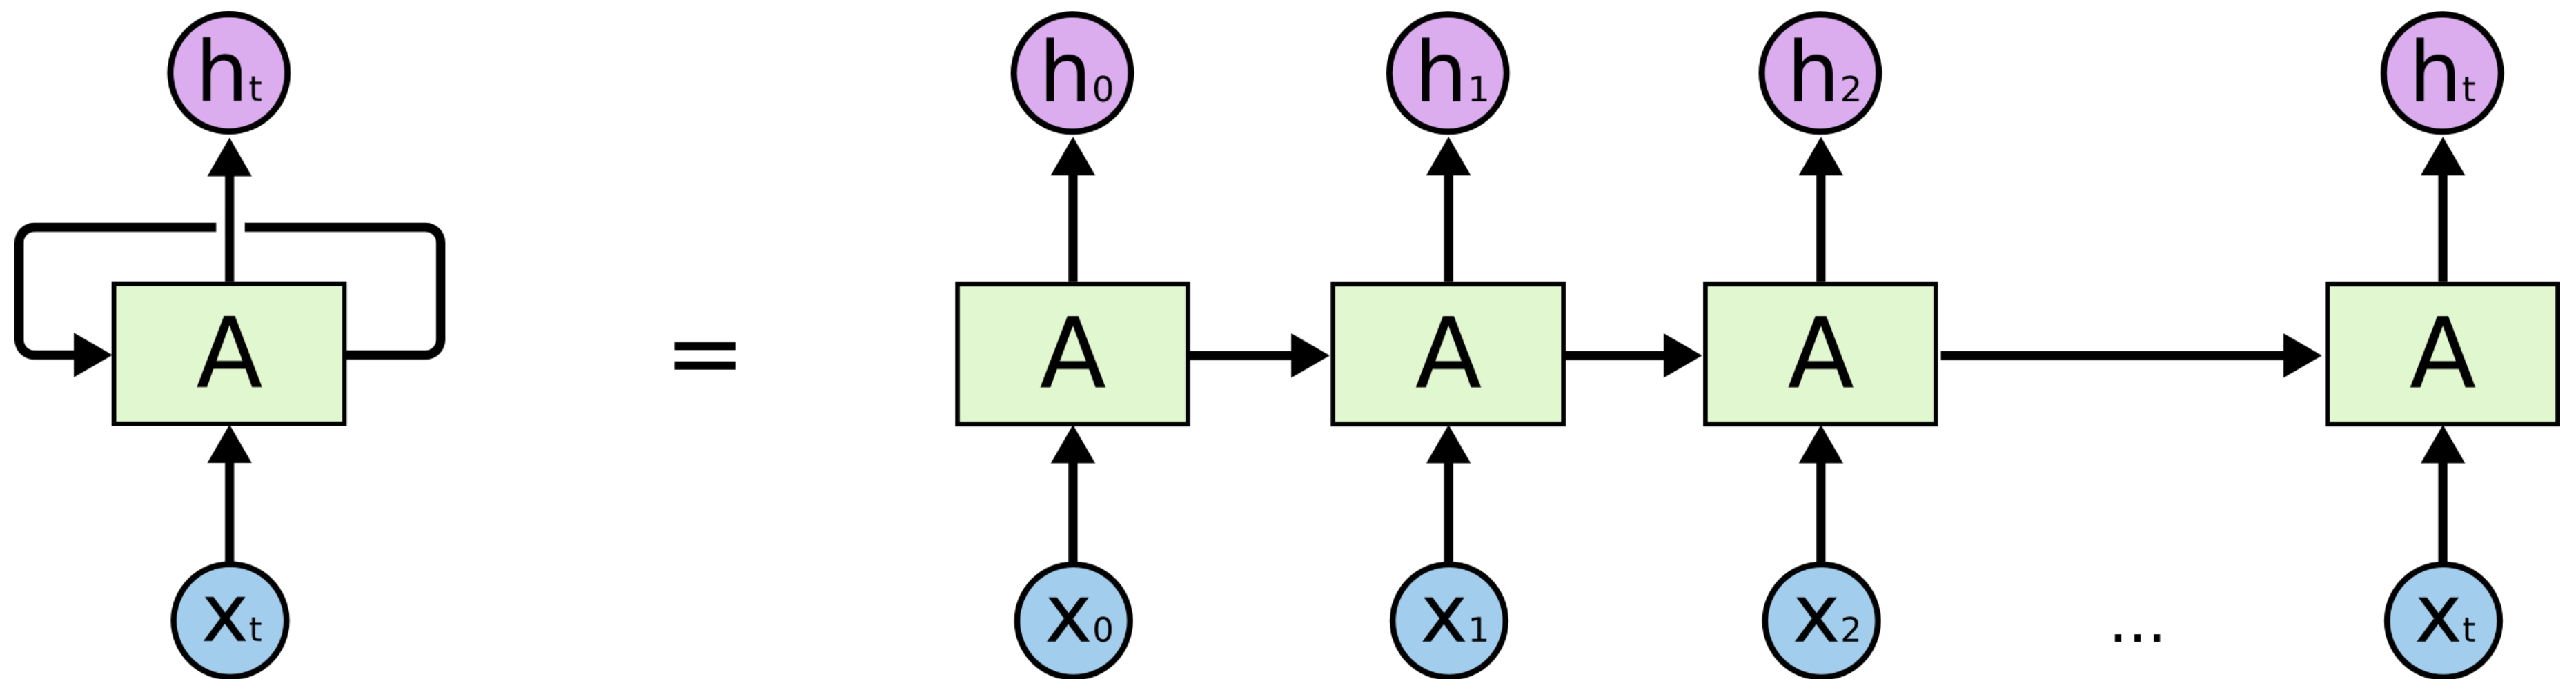 hₜ h₀ h₁ h₂ hₜ
A = A A A A
xₜ x₀ x₁ x₂ ... xₜ